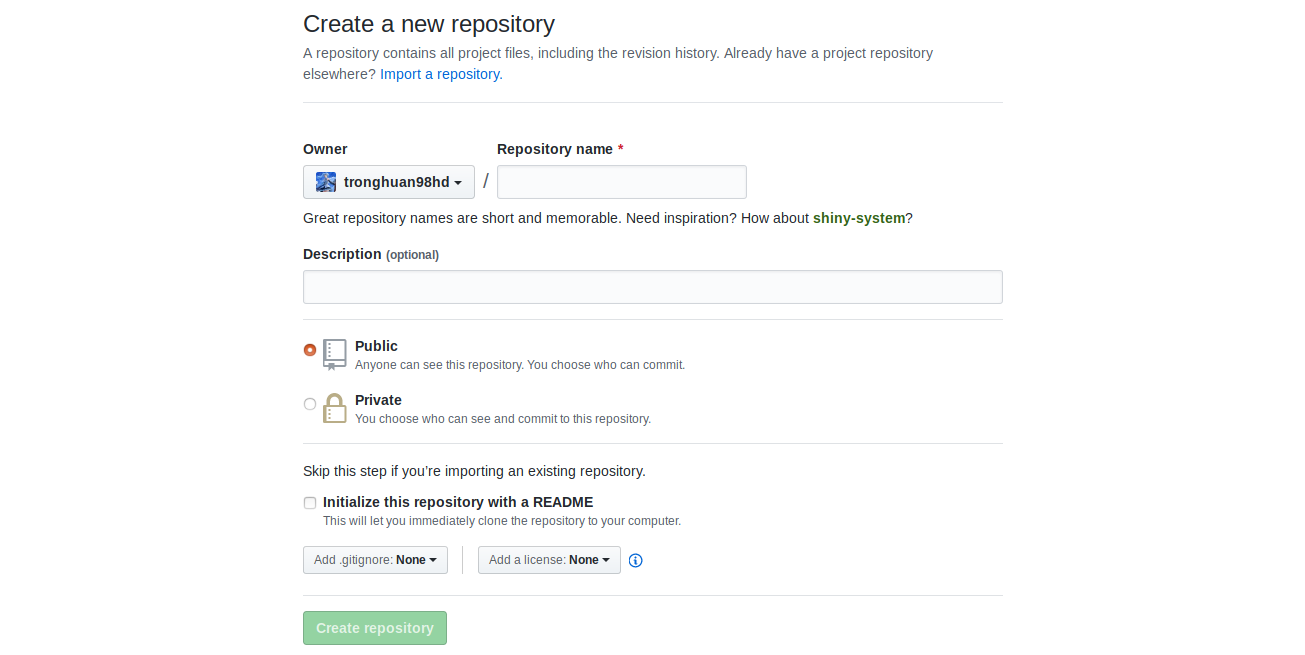 Create a new repository
A repository contains all project files, including the revision history. Already have a project repository
elsewhere? Import a repository.
Owner
Repository name *
tronghuan98hd
/
Great repository names are short and memorable. Need inspiration? How about shiny-system?
Description (optional)
Public
Anyone can see this repository. You choose who can commit.
Private
You choose who can see and commit to this repository.
Skip this step if you’re importing an existing repository.
Initialize this repository with a README
This will let you immediately clone the repository to your computer.
Add .gitignore: None
Add a license: None
Create repository